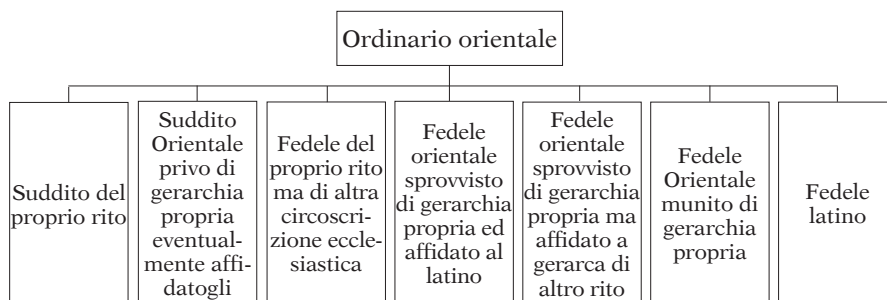 Ordinario orientale
Suddito del
proprio rito
Suddito
Orientale
privo di
gerarchia
propria
eventual-
mente affi-
datogli
Fedele del
proprio rito
ma di altra
circoscri-
zione eccle-
siastica
Fedele
orientale
sprovvisto
di gerarchia
propria ed
affidato al
latino
Fedele
orientale
sprovvisto
di gerarchia
propria ma
affidato a
gerarca di
altro rito
Fedele
Orientale
munito di
gerarchia
propria
Fedele
latino